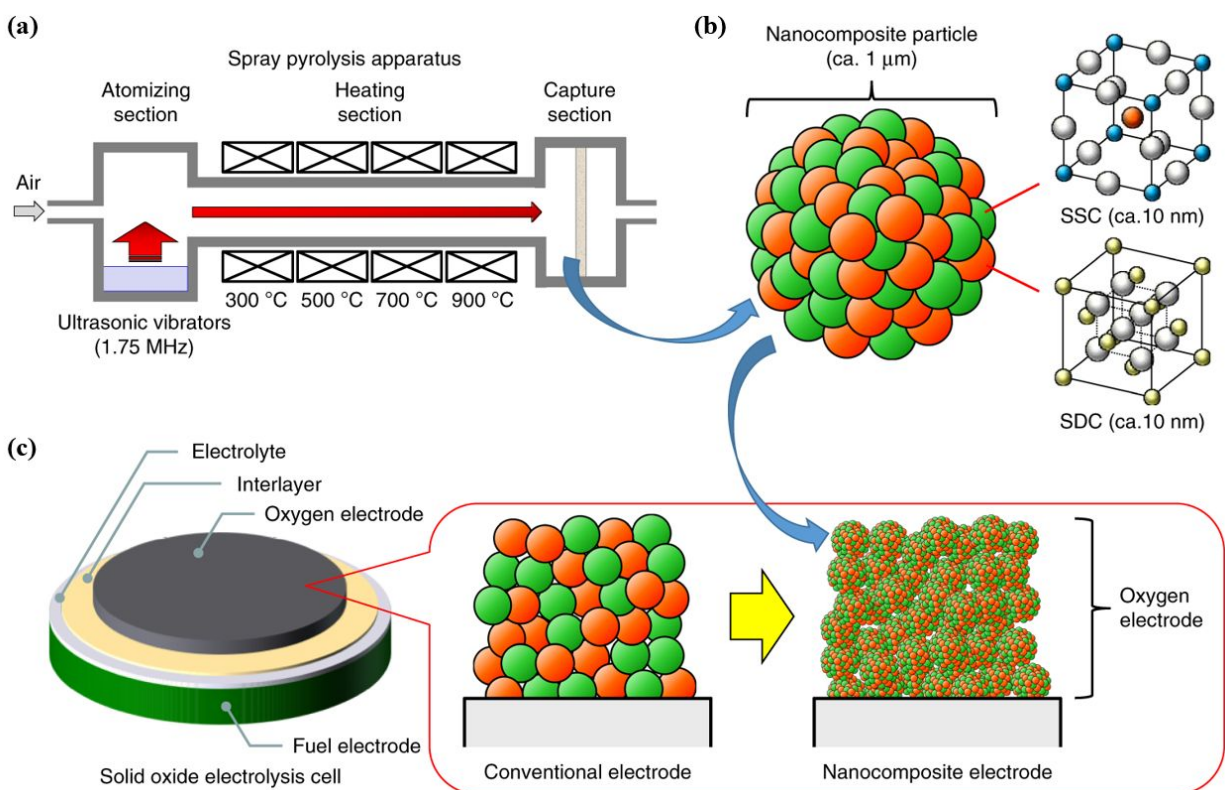 (a)
Spray pyrolysis apparatus
Atomizing
section
Heating
section
Capture
section
Air
300 °C 500 °C 700 °C 900 °C
Ultrasonic vibrators
(1.75 MHz)
(b)
Nanocomposite particle
(ca. 1 μm)
SSC (ca.10 nm)
SDC (ca.10 nm)
(c)
Electrolyte
Interlayer
Oxygen electrode
Fuel electrode
Solid oxide electrolysis cell
Conventional electrode
Nanocomposite electrode
Oxygen
electrode